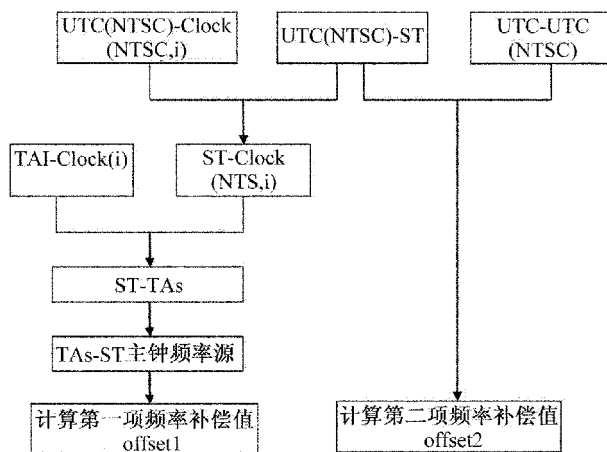 UTC(NTSC)-Clock
(NTSC,i)
UTC(NTSC)-ST
UTC-UTC
(NTSC)
TAI-Clock(i)
ST-Clock
(NTS,i)
ST-TAs
TAs-ST主钟频率源
计算第一项频率补偿值
offset1
计算第二项频率补偿值
offset2